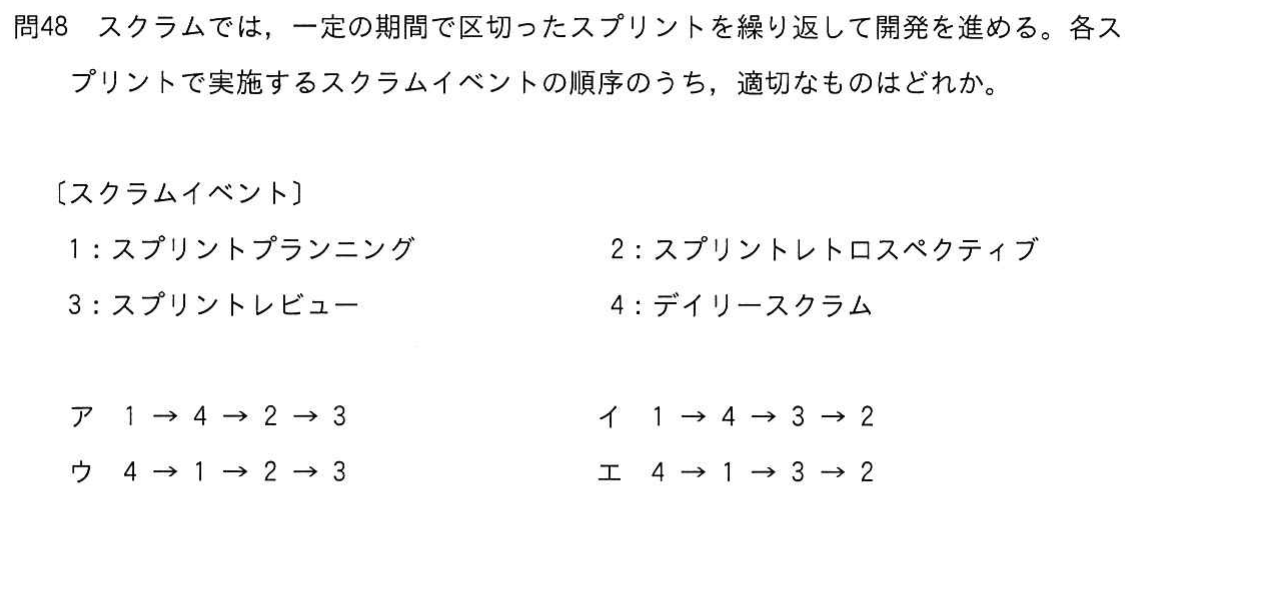 問48　スクラムでは，一定の期間で区切ったスプリントを繰り返して開発を進める。各ス
プリントで実施するスクラムイベントの順序のうち，適切なものはどれか。
〔スクラムイベント〕
1：スプリントプランニング　2：スプリントレトロスペクティブ
3：スプリントレビュー　4：デイリースクラム
ア　1 → 4 → 2 → 3　イ　1 → 4 → 3 → 2
ウ　4 → 1 → 2 → 3　エ　4 → 1 → 3 → 2